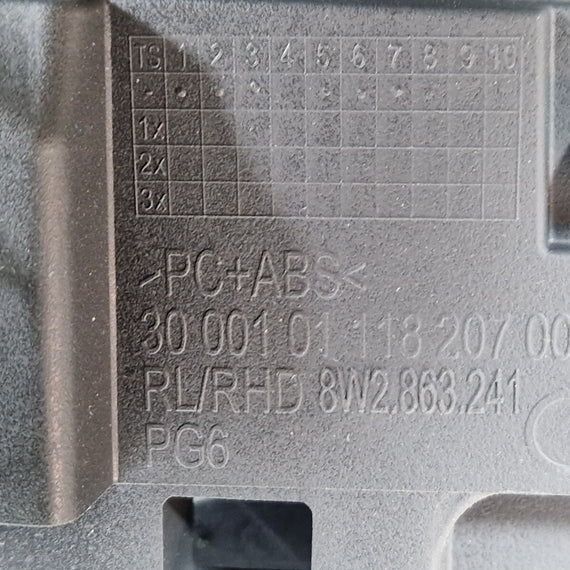 TS 1 2 3 4 5 6 7 8 9 10
1x
2x
3x
>PC+ABS<
30 001 01 118 207 00
RL/RHD 8W2.863.241
PG6